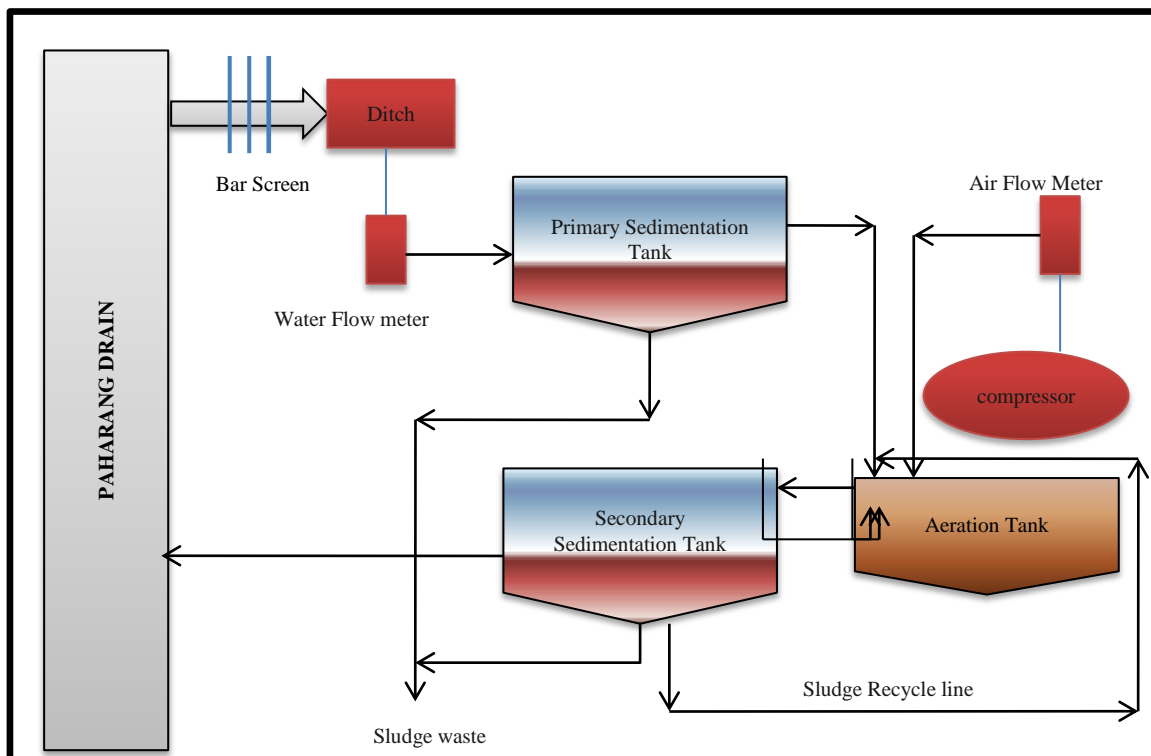 PAHARANG DRAIN
Ditch
Bar Screen
Water Flow meter
Primary Sedimentation
Tank
Air Flow Meter
compressor
Secondary
Sedimentation Tank
Aeration Tank
Sludge Recycle line
Sludge waste